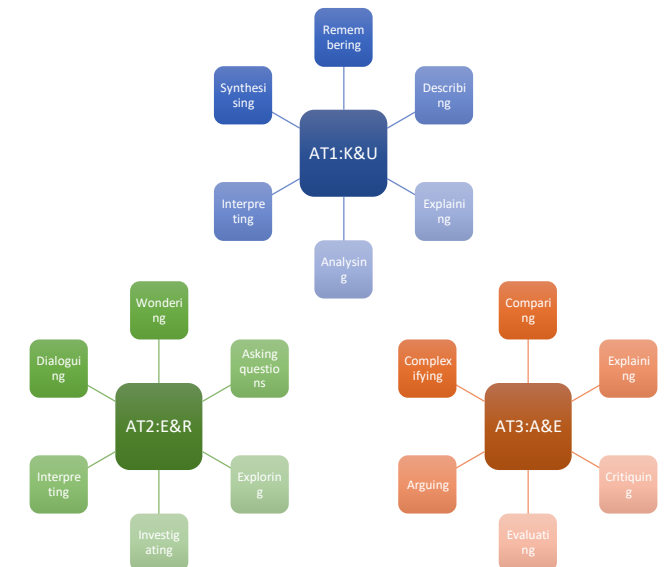 Remem
bering
Synthesi
sing
Describi
ng
AT1:K&U
Interpre
ting
Explaini
ng
Analysin
g
Wonderi
ng
Dialogui
ng
Asking
questio
ns
AT2:E&R
Interpre
ting
Explorin
g
Investig
ating
Compari
ng
Complex
ifying
Explaini
ng
AT3:A&E
Arguing
Critiquin
g
Evaluati
ng